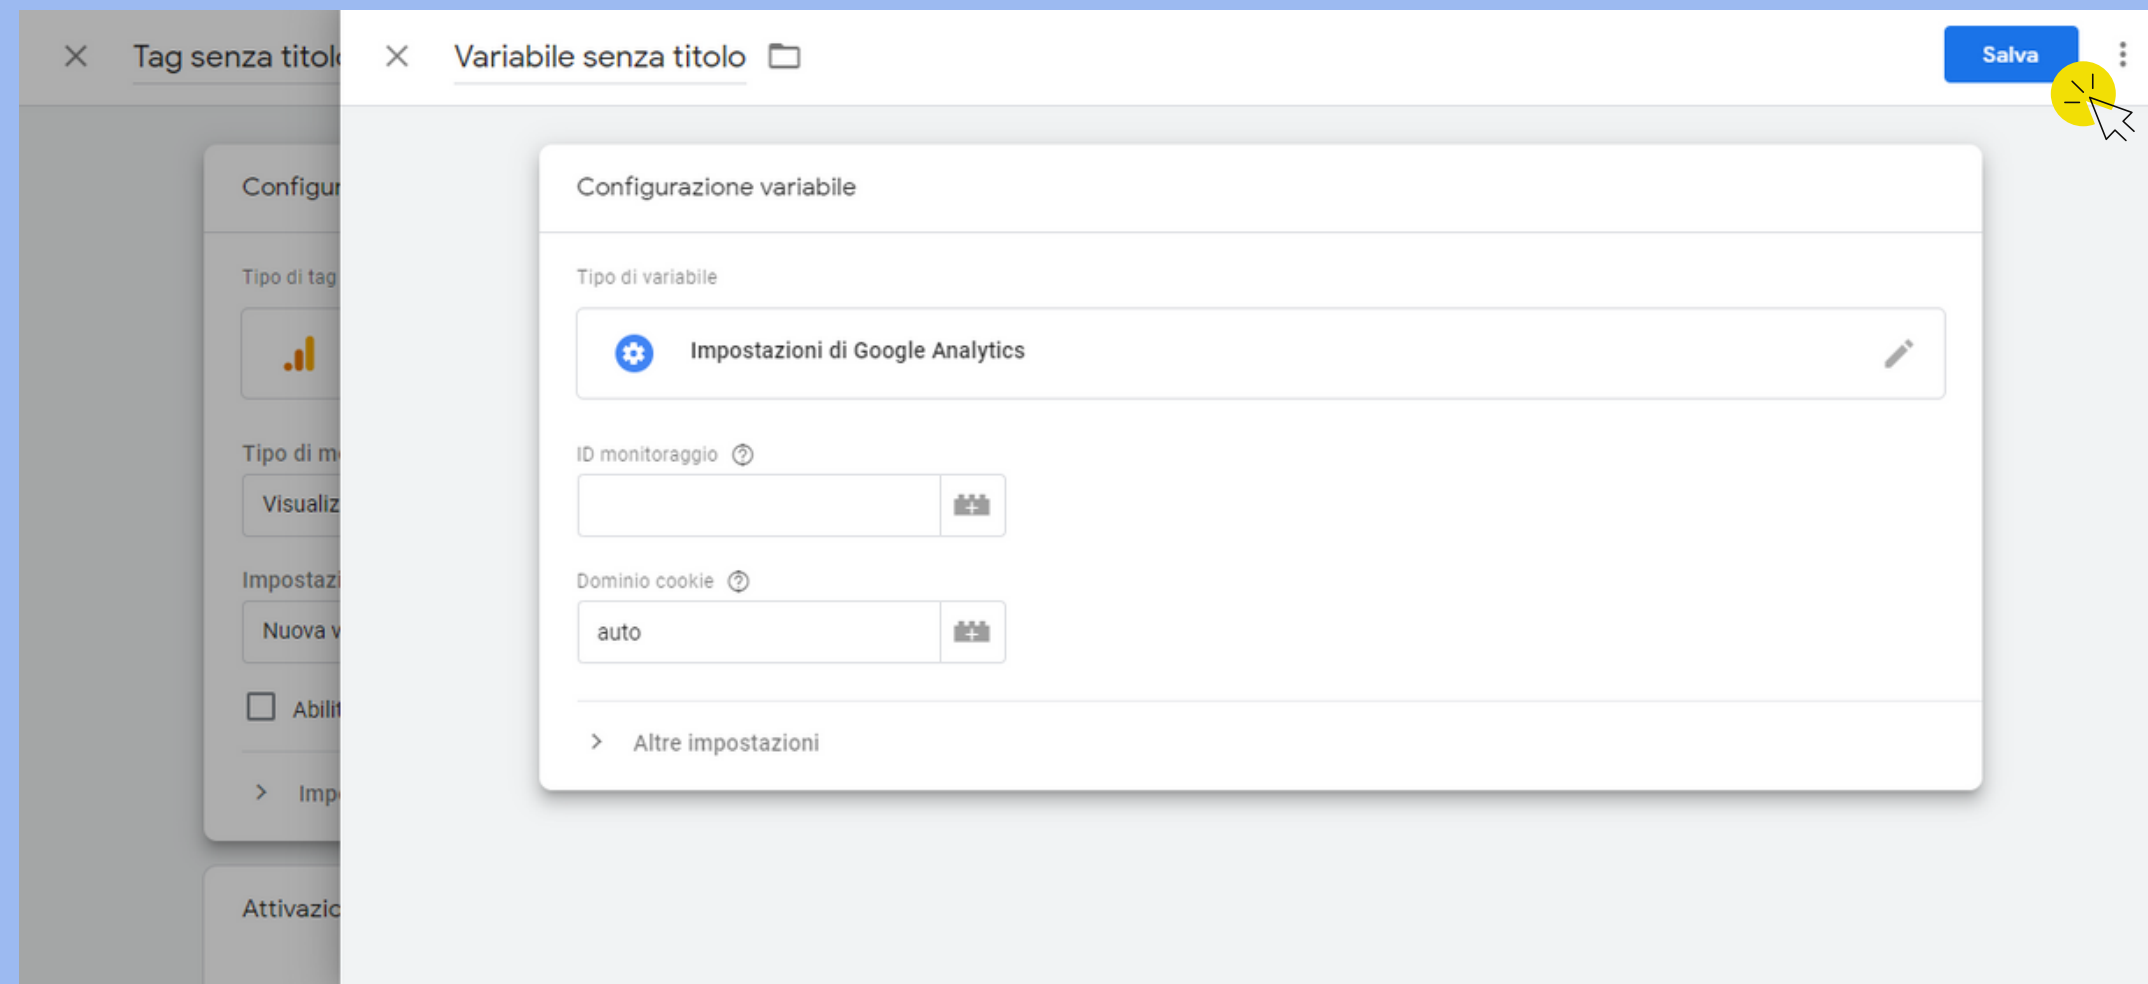 Tag senza titolo
Variabile senza titolo
Salva
Configur
Configurazione variabile
Tipo di tag
Tipo di variabile
Impostazioni di Google Analytics
Tipo di m
ID monitoraggio
Visualiz
Impostazi
Dominio cookie
Nuova v
auto
Abilit
Altre impostazioni
Imp
Attivazio